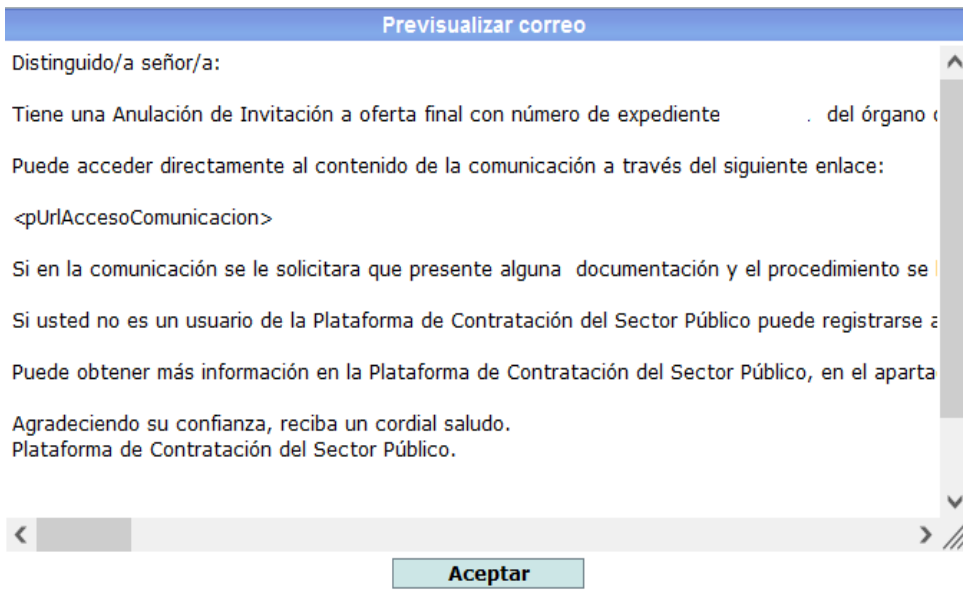 Previsualizar correo
Distinguido/a señor/a:
Tiene una Anulación de Invitación a oferta final con número de expediente . del órgano
Puede acceder directamente al contenido de la comunicación a través del siguiente enlace:
<pUrlAccesoComunicacion>
Si en la comunicación se le solicitara que presente alguna documentación y el procedimiento se
Si usted no es un usuario de la Plataforma de Contratación del Sector Público puede registrarse a
Puede obtener más información en la Plataforma de Contratación del Sector Público, en el aparta
Agradeciendo su confianza, reciba un cordial saludo.
Plataforma de Contratación del Sector Público.
Aceptar